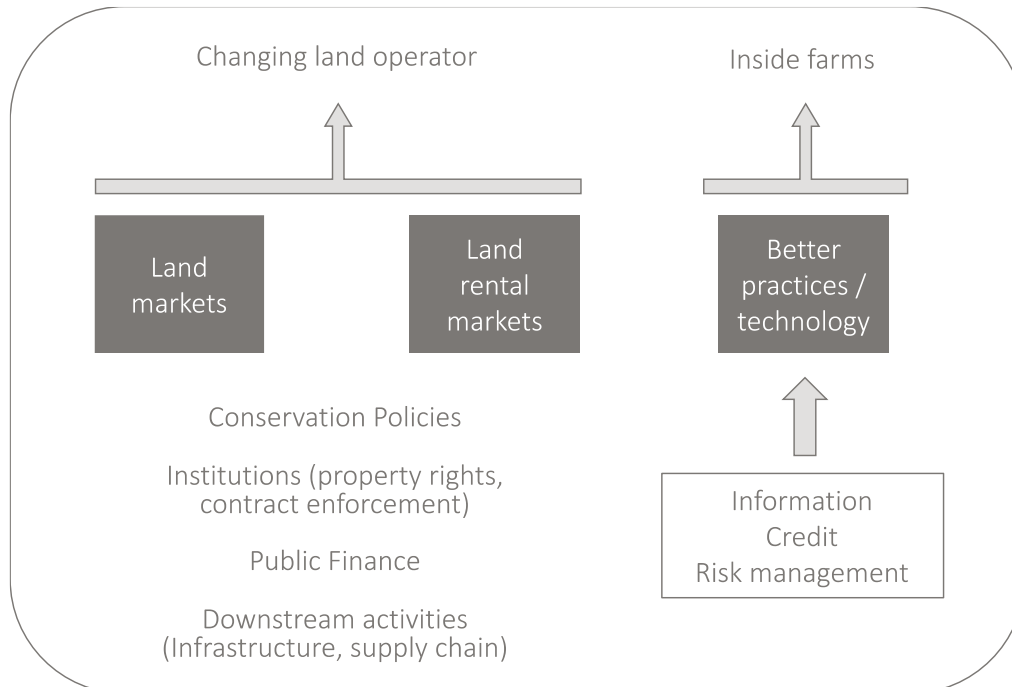 Changing land operator
Inside farms
Land
markets
Land
rental
markets
Better
practices /
technology
Conservation Policies
Institutions (property rights,
contract enforcement)
Public Finance
Downstream activities
(Infrastructure, supply chain)
Information
Credit
Risk management